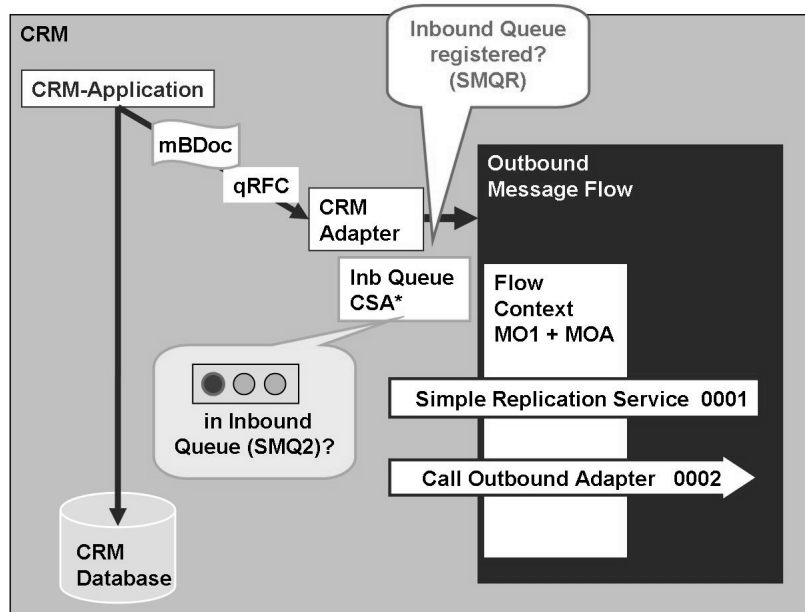 CRM
Inbound Queue
registered?
(SMQR)
CRM-Application
mBDoc
qRFC
CRM
Adapter
Outbound
Message Flow
Inb Queue
CSA*
Flow
Context
MO1 + MOA
in Inbound
Queue (SMQ2)?
Simple Replication Service 0001
Call Outbound Adapter 0002
CRM
Database